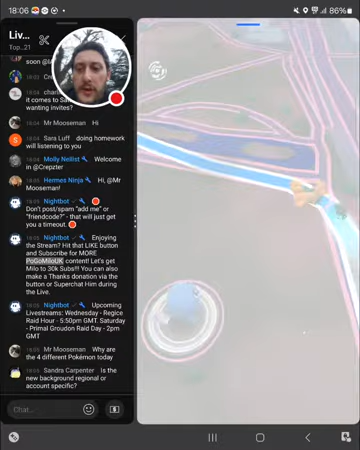 18:06
86%
Liv...
Top...21
soon @l
18:03 Cre
18:04
it comes to Sa
wanting invites?
18:04 Mr Mooseman Hi
18:04 Sara Luff doing homework
will listening to you
18:04 Molly Neilist Welcome
in @Crepzter
18:05 Hermes Ninja Hi, @Mr
Mooseman!
18:05 Nightbot
Don't post/spam "add me" or
"friendcode?" - that will just get
you a timeout.
18:05 Nightbot Enjoying
the Stream? Hit that LIKE button
and Subscribe for MORE
PoGoMiloUK content! Let's get
Milo to 30k Subs!!! You can also
make a Thanks donation via the
button or Superchat Him during
the Live.
18:05 Nightbot Upcoming
Livestreams: Wednesday - Regice
Raid Hour - 5:50pm GMT. Saturday
- Primal Groudon Raid Day - 2pm
GMT
18:05 Mr Mooseman Why are
the 4 different Pokémon today
18:05 Sandra Carpenter Is the
new background regional or
account specific?
Chat...